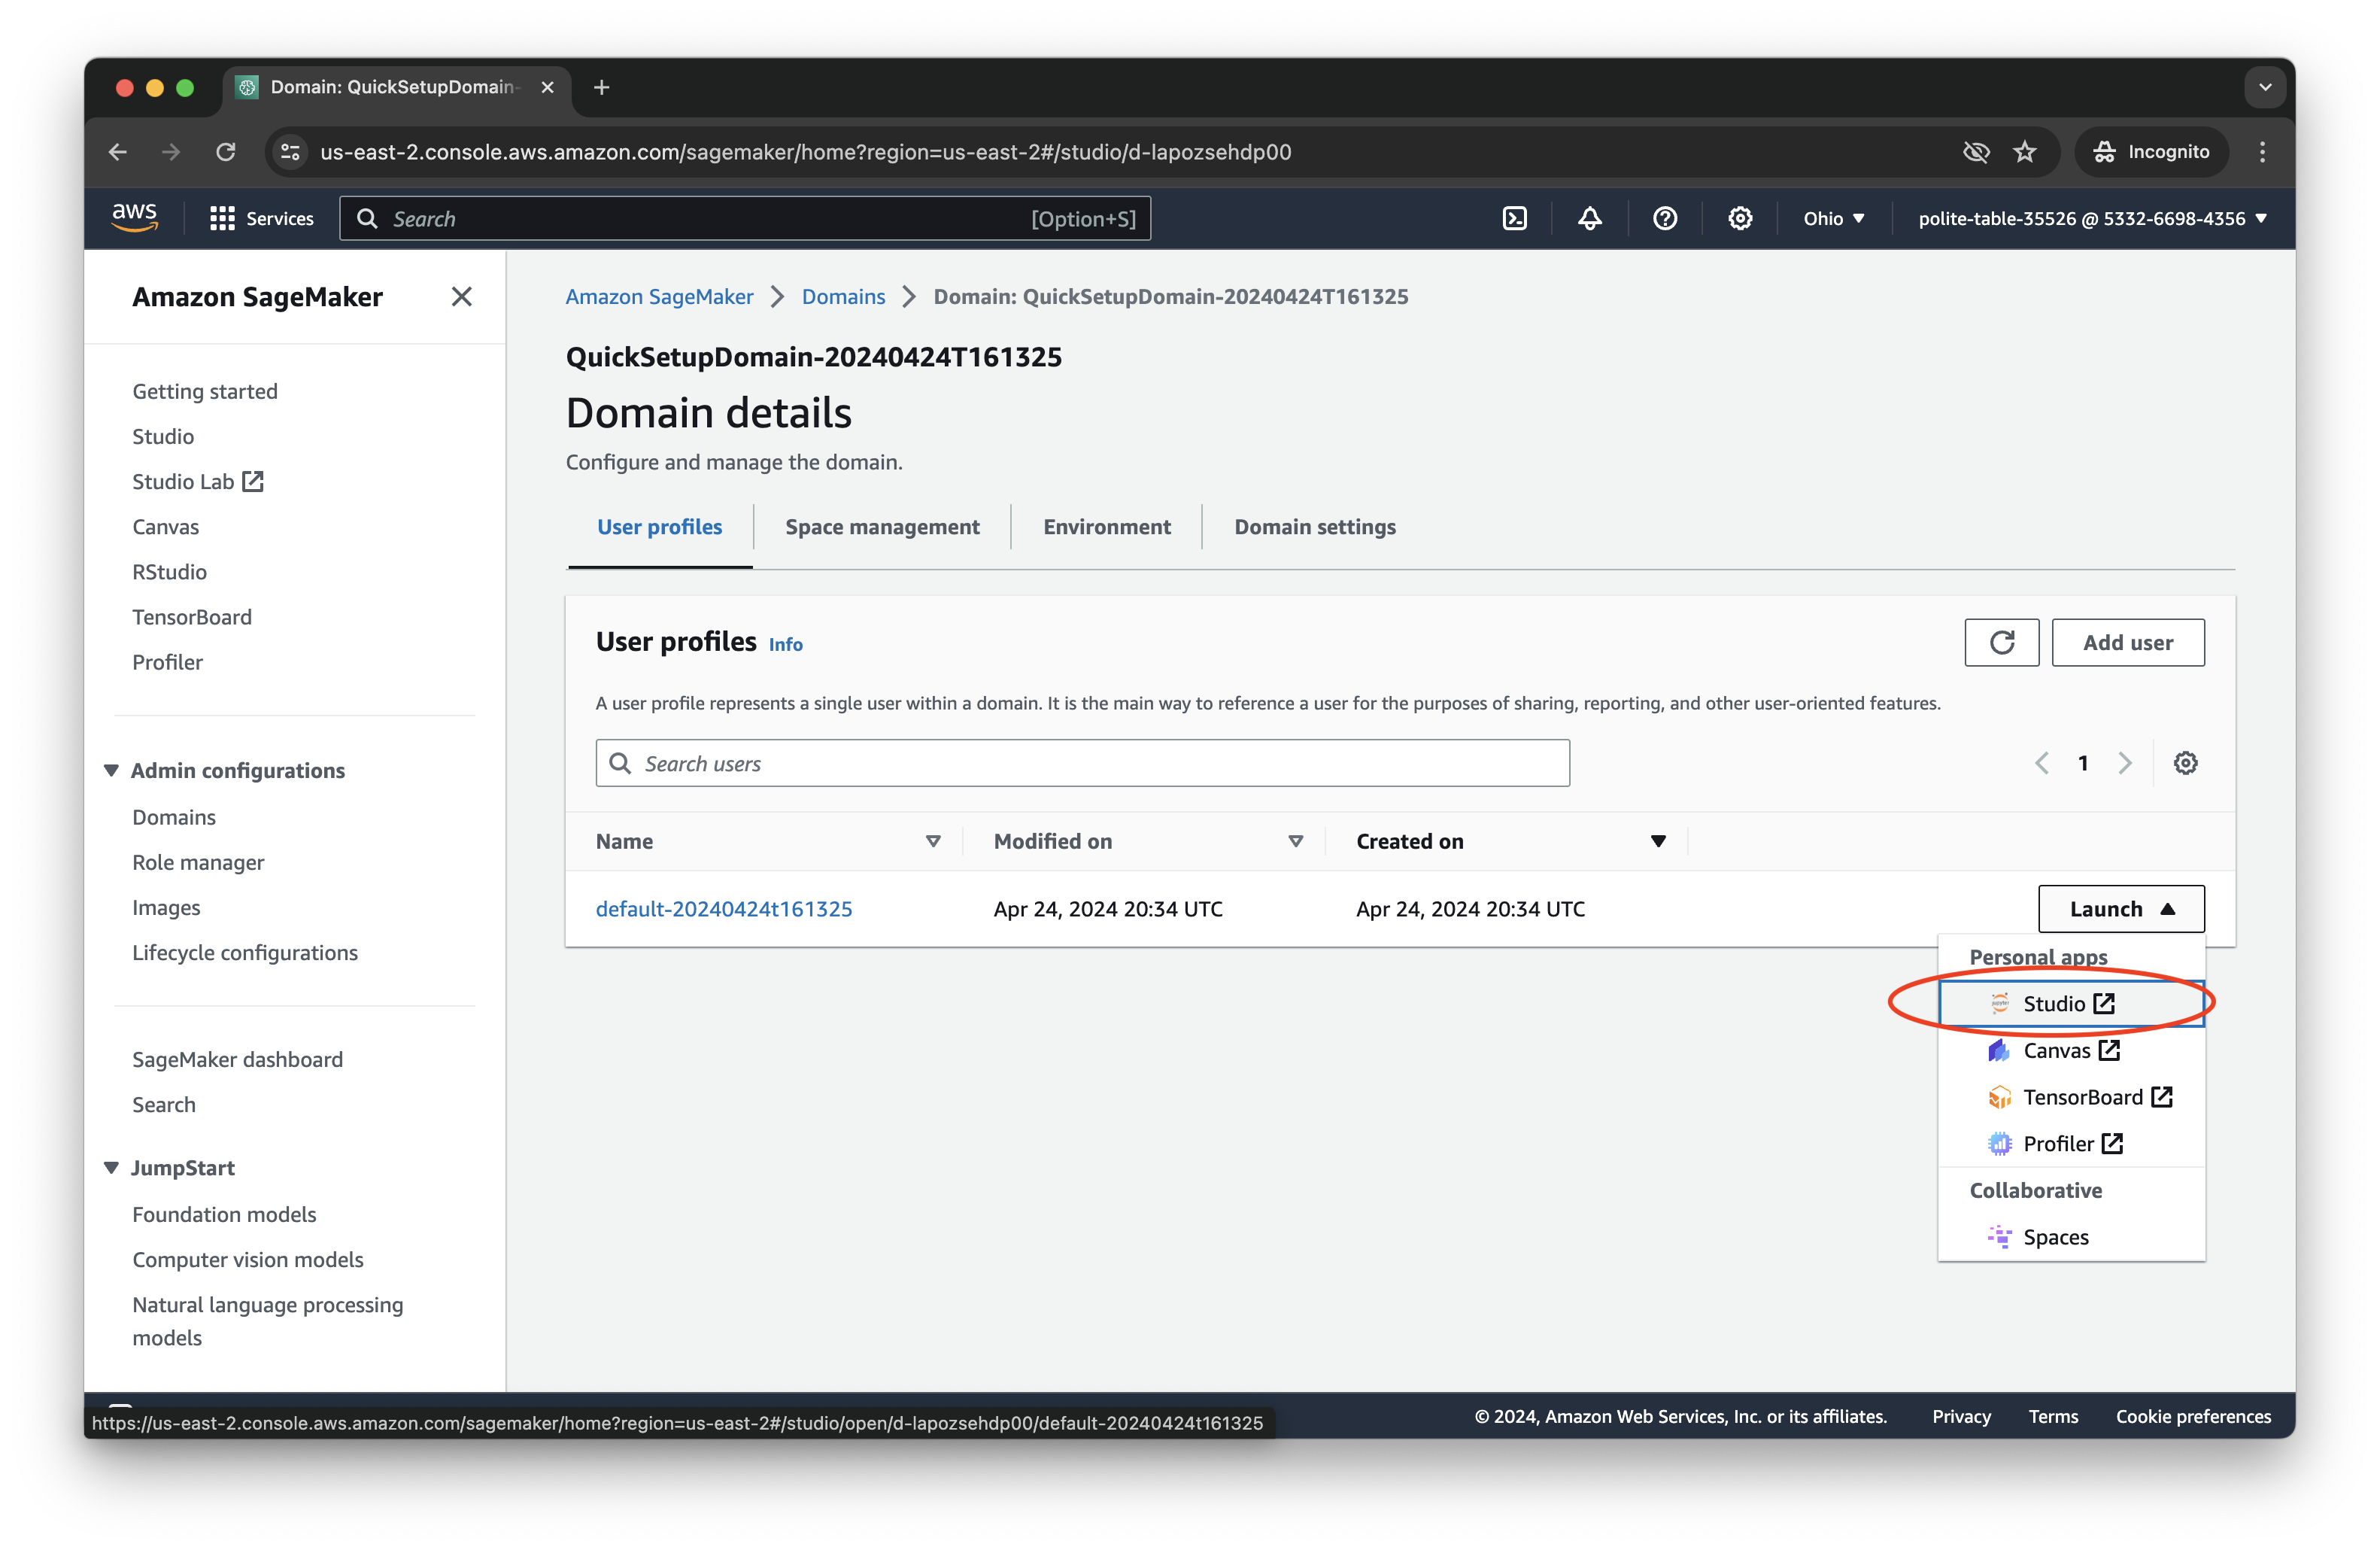 Domain: QuickSetupDomain-
us-east-2.console.aws.amazon.com/sagemaker/home?region=us-east-2#/studio/d-lapozsehdp00
Incognito
aws
Services
Search
[Option+S]
Ohio
polite-table-35526 @ 5332-6698-4356
Amazon SageMaker
Getting started
Studio
Studio Lab
Canvas
RStudio
TensorBoard
Profiler
Admin configurations
Domains
Role manager
Images
Lifecycle configurations
SageMaker dashboard
Search
JumpStart
Foundation models
Computer vision models
Natural language processing
models
Amazon SageMaker
Domains
Domain: QuickSetupDomain-20240424T161325
QuickSetupDomain-20240424T161325
Domain details
Configure and manage the domain.
User profiles
Space management
Environment
Domain settings
User profiles Info
Add user
A user profile represents a single user within a domain. It is the main way to reference a user for the purposes of sharing, reporting, and other user-oriented features.
Search users
1
Name
Modified on
Created on
default-20240424t161325
Apr 24, 2024 20:34 UTC
Apr 24, 2024 20:34 UTC
Launch
Personal apps
Studio
Canvas
TensorBoard
Profiler
Collaborative
Spaces
https://us-east-2.console.aws.amazon.com/sagemaker/home?region=us-east-2#/studio/open/d-lapozsehdp00/default-20240424t161325
© 2024, Amazon Web Services, Inc. or its affiliates.
Privacy
Terms
Cookie preferences